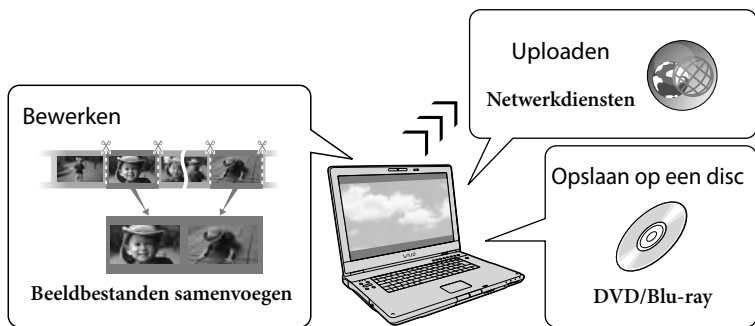 Bewerken
Beeldbestanden samenvoegen
Uploaden
Netwerkdiensten
Opslaan op een disc
DVD/Blu-ray
VAIO